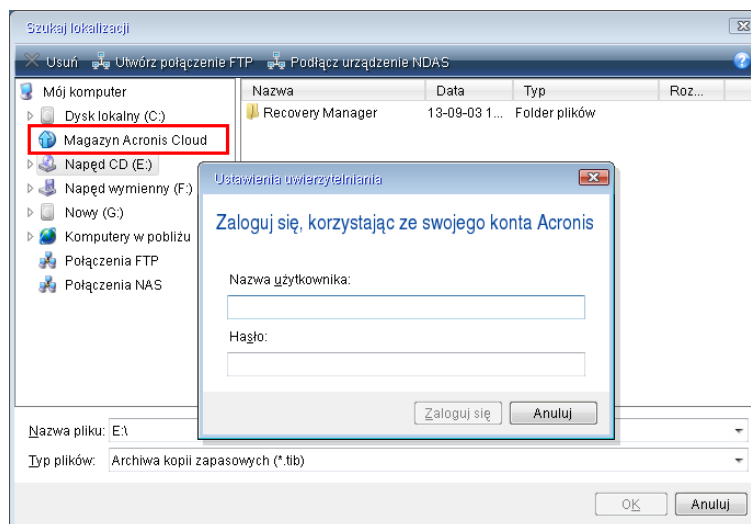 Szukaj lokalizacji
Usuń Utwórz połączenie FTP Podłącz urządzenie NDAS
Mój komputer
Dysk lokalny (C:)
Magazyn Acronis Cloud
Napęd CD (E:)
Napęd wymienny (F:)
Nowy (G:)
Komputery w pobliżu
Połączenia FTP
Połączenia NAS
Nazwa Data Typ Roz...
Recovery Manager 13-09-03 1... Folder plików
Ustawienia uwierzytelniania
Zaloguj się, korzystając ze swojego konta Acronis
Nazwa użytkownika:
Hasło:
Zaloguj się Anuluj
Nazwa pliku: E:\
Typ plików: Archiwa kopii zapasowych (*.tib)
OK Anuluj